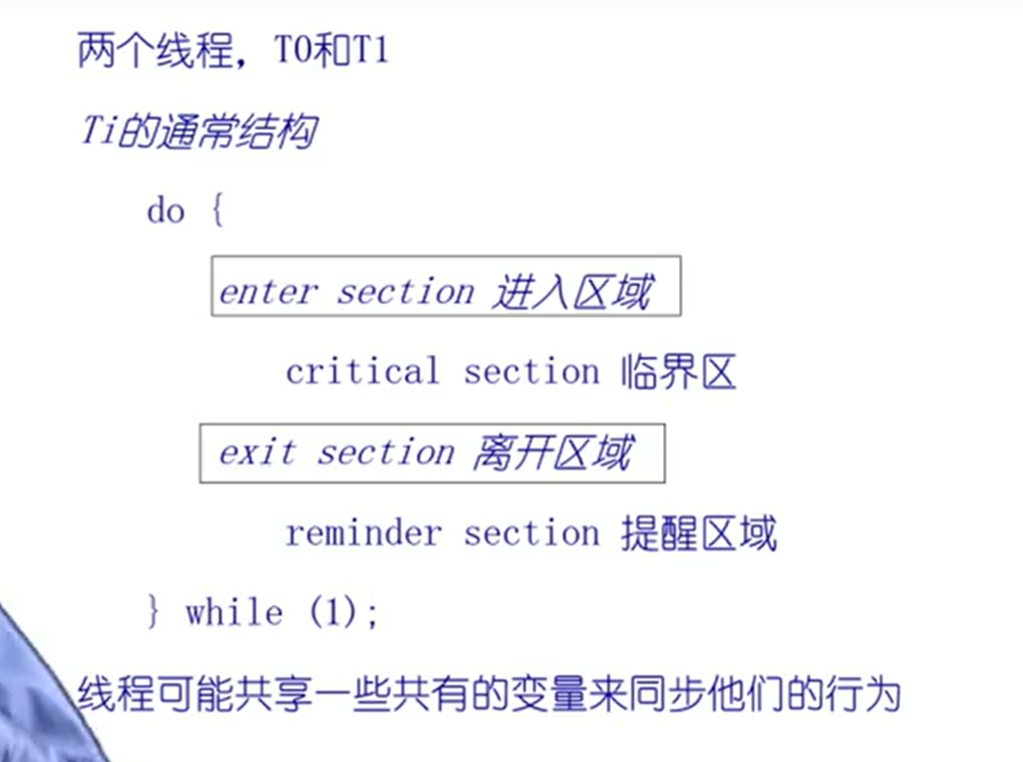 两个线程，T0和T1
Ti的通常结构
do {
enter section 进入区域
critical section 临界区
exit section 离开区域
reminder section 提醒区域
} while (1);
线程可能共享一些共有的变量来同步他们的行为